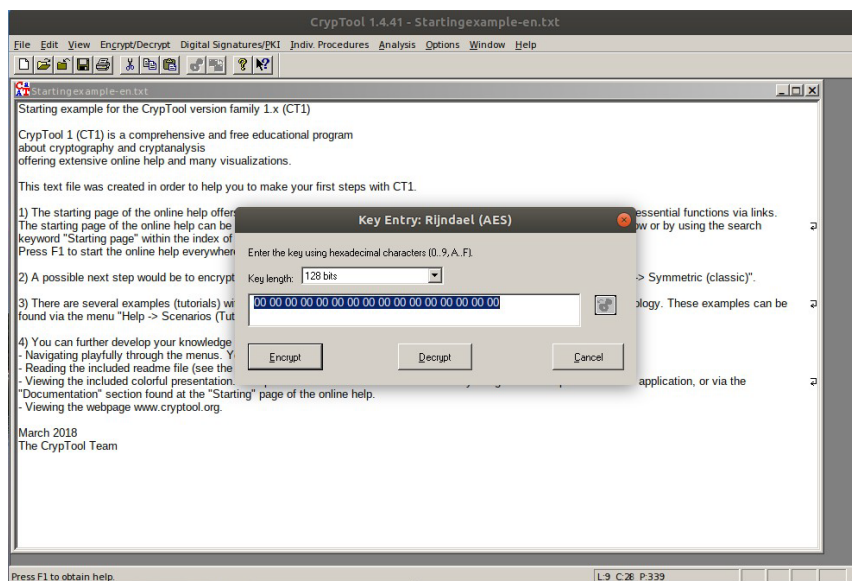 CrypTool 1.4.41 - Startingexample-en.txt
File Edit View Encrypt/Decrypt Digital Signatures/PKI Indiv. Procedures Analysis Options Window Help
Startingexample-en.txt
Starting example for the CrypTool version family 1.x (CT1)
CrypTool 1 (CT1) is a comprehensive and free educational program
about cryptography and cryptanalysis
offering extensive online help and many visualizations.
This text file was created in order to help you to make your first steps with CT1.
1) The starting page of the online help offers essential functions via links.
The starting page of the online help can be ow or by using the search
keyword "Starting page" within the index of
Press F1 to start the online help everywhere
2) A possible next step would be to encrypt -> Symmetric (classic)".
3) There are several examples (tutorials) wi ology. These examples can be
found via the menu "Help -> Scenarios (Tut
4) You can further develop your knowledge
- Navigating playfully through the menus. Y
- Reading the included readme file (see the
- Viewing the included colorful presentation. application, or via the
"Documentation" section found at the "Starting" page of the online help.
- Viewing the webpage www.cryptool.org.
March 2018
The CrypTool Team
Key Entry: Rijndael (AES)
Enter the key using hexadecimal characters (0..9, A..F).
Key length: 128 bits
00 00 00 00 00 00 00 00 00 00 00 00 00 00 00 00
Encrypt Decrypt Cancel
Press F1 to obtain help. L:9 C:28 P:339